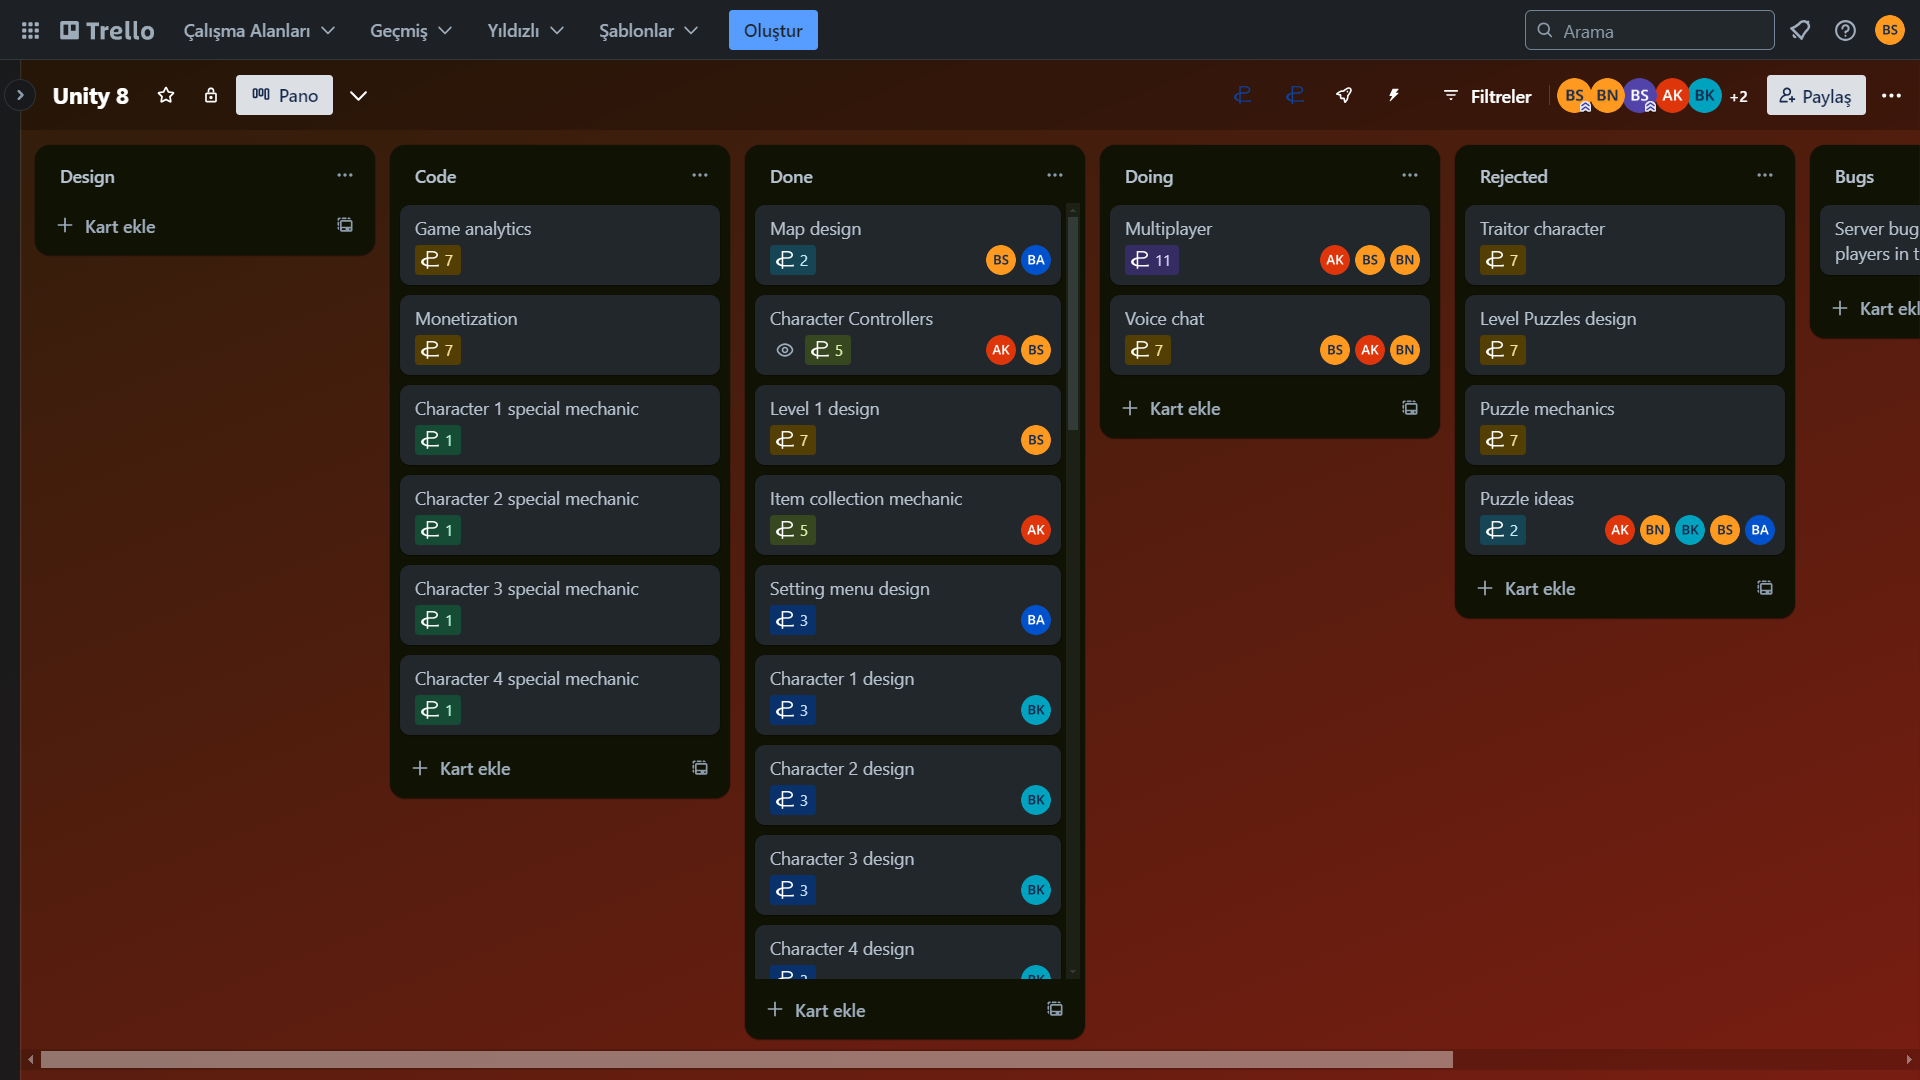 Trello
Çalışma Alanları
Geçmiş
Yıldızlı
Şablonlar
Oluştur
Arama
BS
Unity 8
Pano
Filtreler
BS
BN
BS
AK
BK
+2
Paylaş
Design
Kart ekle
Code
Game analytics
7
Monetization
7
Character 1 special mechanic
1
Character 2 special mechanic
1
Character 3 special mechanic
1
Character 4 special mechanic
1
Kart ekle
Done
Map design
2 BS BA
Character Controllers
5 AK BS
Level 1 design
7 BS
Item collection mechanic
5 AK
Setting menu design
3 BA
Character 1 design
3 BK
Character 2 design
3 BK
Character 3 design
3 BK
Character 4 design
Kart ekle
Doing
Multiplayer
11 AK BS BN
Voice chat
7 BS AK BN
Kart ekle
Rejected
Traitor character
7
Level Puzzles design
7
Puzzle mechanics
7
Puzzle ideas
2 AK BN BK BS BA
Kart ekle
Bugs
Server bug
players in t
Kart ekl